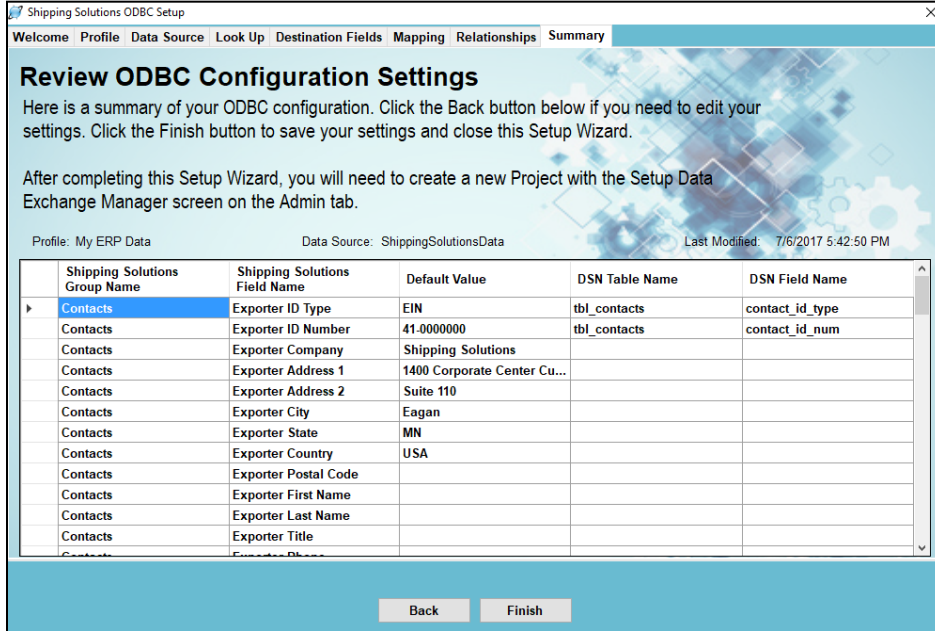 Shipping Solutions ODBC Setup
Welcome Profile Data Source Look Up Destination Fields Mapping Relationships Summary
Review ODBC Configuration Settings
Here is a summary of your ODBC configuration. Click the Back button below if you need to edit your
settings. Click the Finish button to save your settings and close this Setup Wizard.
After completing this Setup Wizard, you will need to create a new Project with the Setup Data
Exchange Manager screen on the Admin tab.
Profile: My ERP Data Data Source: ShippingSolutionsData Last Modified: 7/6/2017 5:42:50 PM
Shipping Solutions Group Name Shipping Solutions Field Name Default Value DSN Table Name DSN Field Name
Contacts Exporter ID Type EIN tbl_contacts contact_id_type
Contacts Exporter ID Number 41-0000000 tbl_contacts contact_id_num
Contacts Exporter Company Shipping Solutions
Contacts Exporter Address 1 1400 Corporate Center Cu...
Contacts Exporter Address 2 Suite 110
Contacts Exporter City Eagan
Contacts Exporter State MN
Contacts Exporter Country USA
Contacts Exporter Postal Code
Contacts Exporter First Name
Contacts Exporter Last Name
Contacts Exporter Title
Contacts Exporter Phone
Back Finish